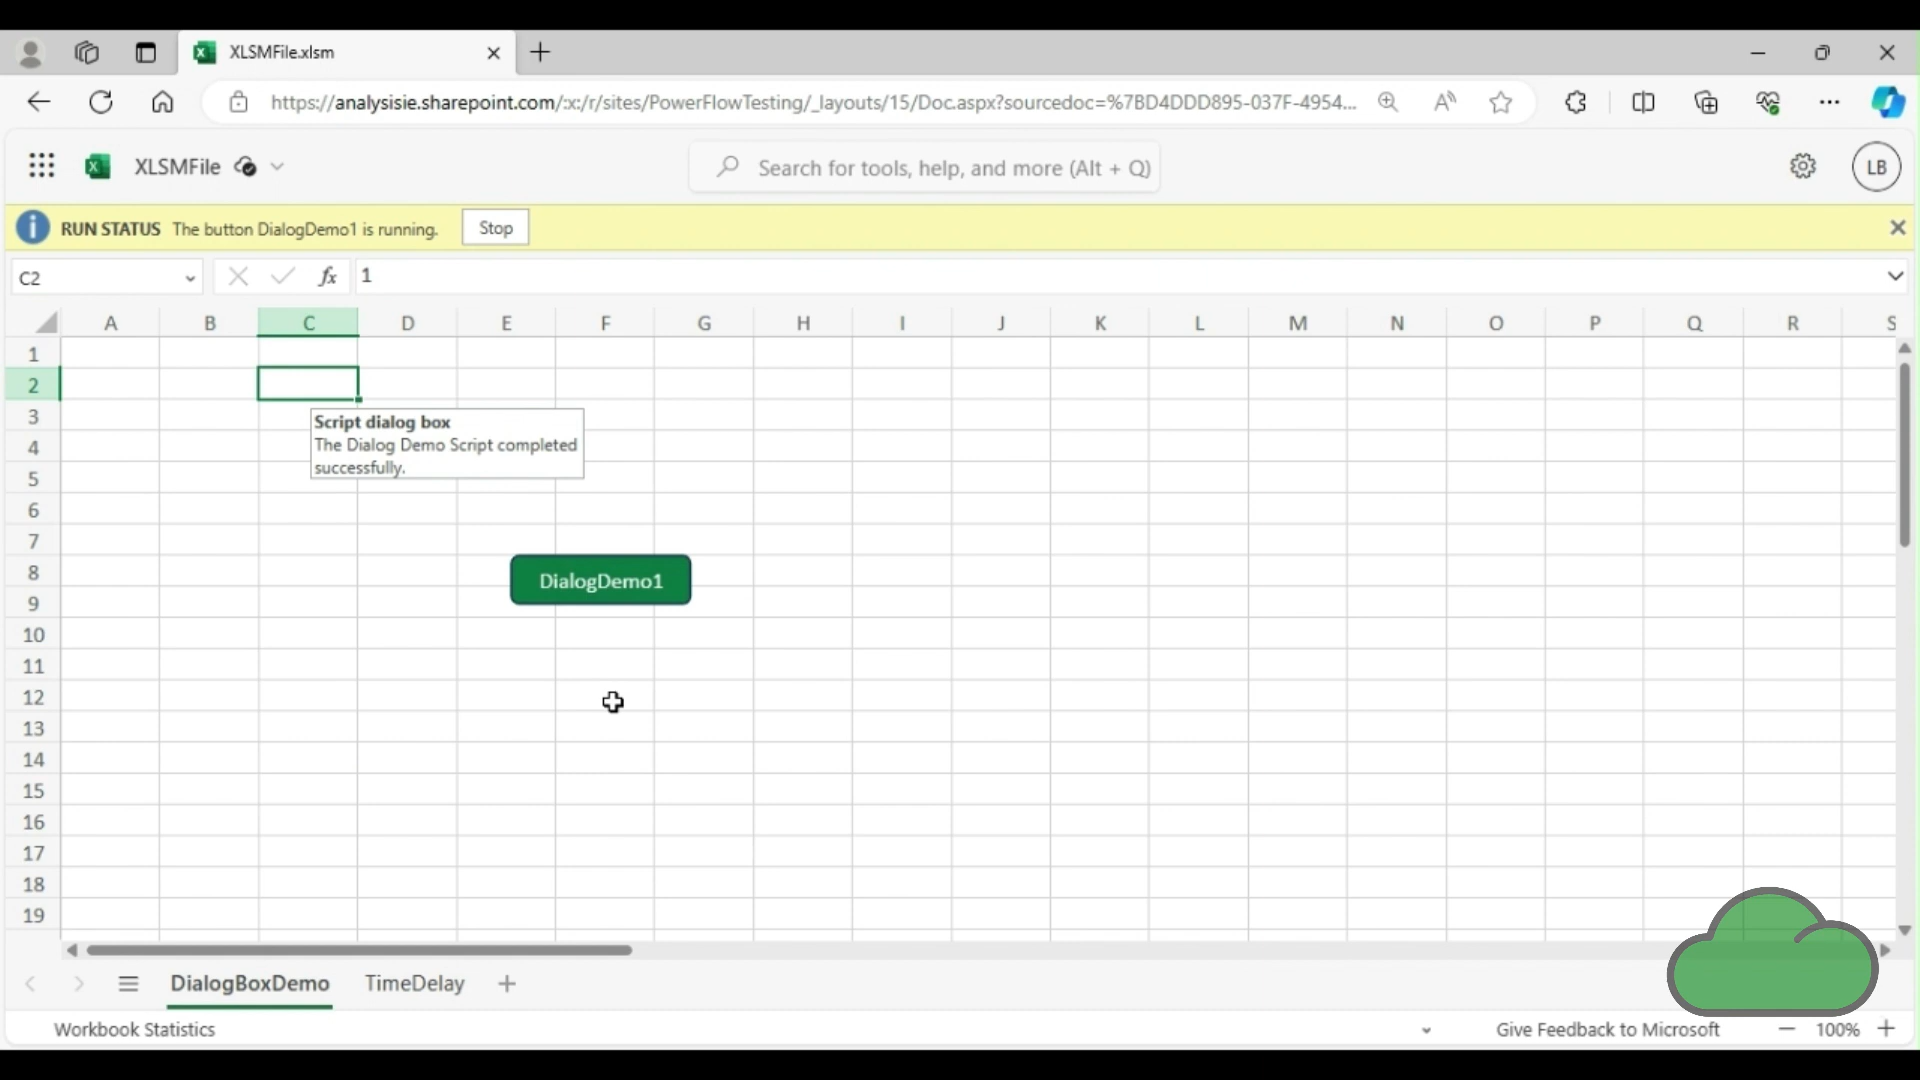 XLSMFile.xlsm
https://analysisie.sharepoint.com/:x:/r/sites/PowerFlowTesting/_layouts/15/Doc.aspx?sourcedoc=%7BD4DDD895-037F-4954...
XLSMFile
Search for tools, help, and more (Alt + Q)
LB
RUN STATUS The button DialogDemo1 is running. Stop
C2 fx 1
A B C D E F G H I J K L M N O P Q R S
1
2
3
Script dialog box
4
The Dialog Demo Script completed
successfully.
5
6
7
8
DialogDemo1
9
10
11
12
13
14
15
16
17
18
19
DialogBoxDemo TimeDelay
Workbook Statistics Give Feedback to Microsoft 100%